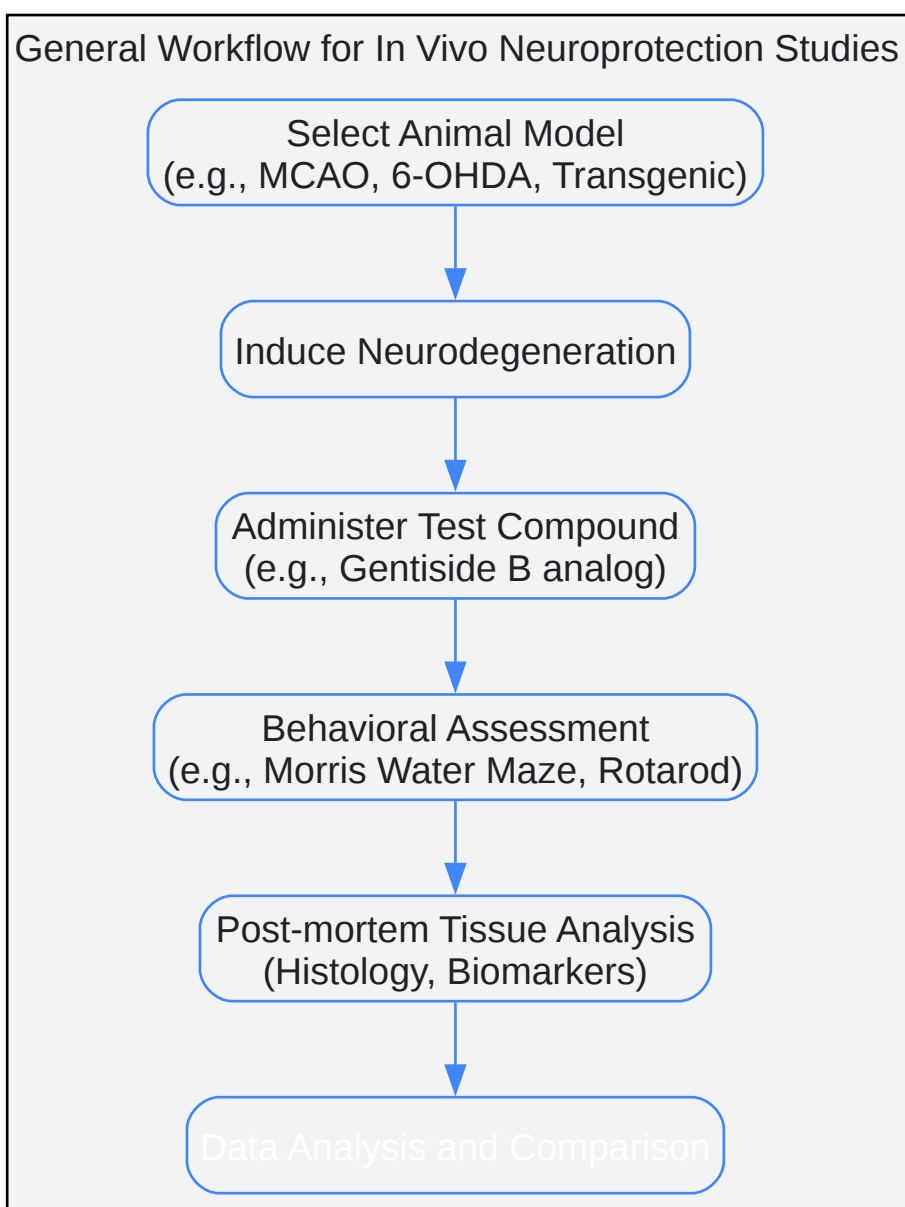 General Workflow for In Vivo Neuroprotection Studies
Select Animal Model
(e.g., MCAO, 6-OHDA, Transgenic)
Induce Neurodegeneration
Administer Test Compound
(e.g., Gentiside B analog)
Behavioral Assessment
(e.g., Morris Water Maze, Rotarod)
Post-mortem Tissue Analysis
(Histology, Biomarkers)
Data Analysis and Comparison